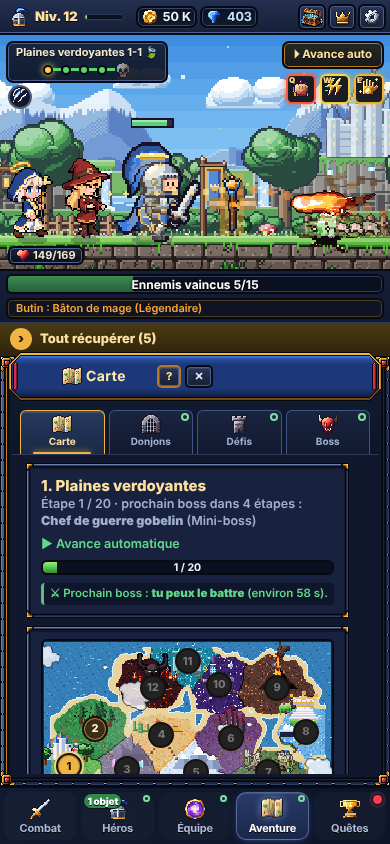 Niv. 12
50 K
403
Plaines verdoyantes 1-1
Avance auto
149/169
Ennemis vaincus 5/15
Butin : Bâton de mage (Légendaire)
Tout récupérer (5)
Carte
?
×
Carte
Donjons
Défis
Boss
1. Plaines verdoyantes
Étape 1 / 20 · prochain boss dans 4 étapes :
Chef de guerre gobelin (Mini-boss)
Avance automatique
1 / 20
Prochain boss : tu peux le battre (environ 58 s).
11
12
10
9
2
4
6
8
1
3
5
7
1 objet
Combat
Héros
Équipe
Aventure
Quêtes